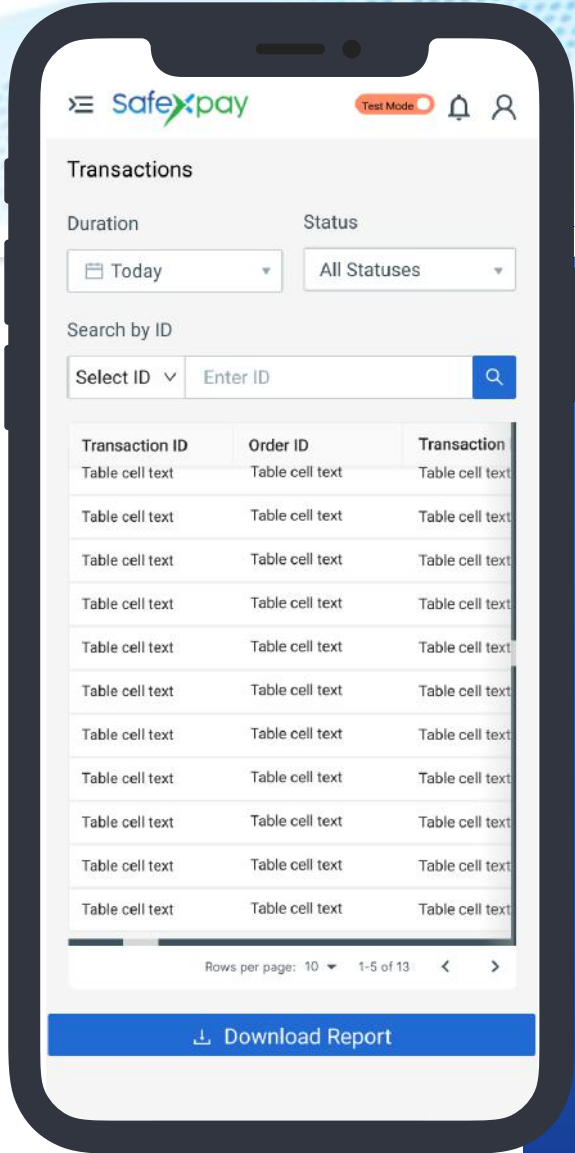 Safexpay
Test Mode
Transactions
Duration Status
Today All Statuses
Search by ID
Select ID Enter ID
Transaction ID Order ID Transaction
Table cell text Table cell text Table cell text
Table cell text Table cell text Table cell text
Table cell text Table cell text Table cell text
Table cell text Table cell text Table cell text
Table cell text Table cell text Table cell text
Table cell text Table cell text Table cell text
Table cell text Table cell text Table cell text
Table cell text Table cell text Table cell text
Table cell text Table cell text Table cell text
Table cell text Table cell text Table cell text
Table cell text Table cell text Table cell text
Rows per page: 10 1-5 of 13
Download Report